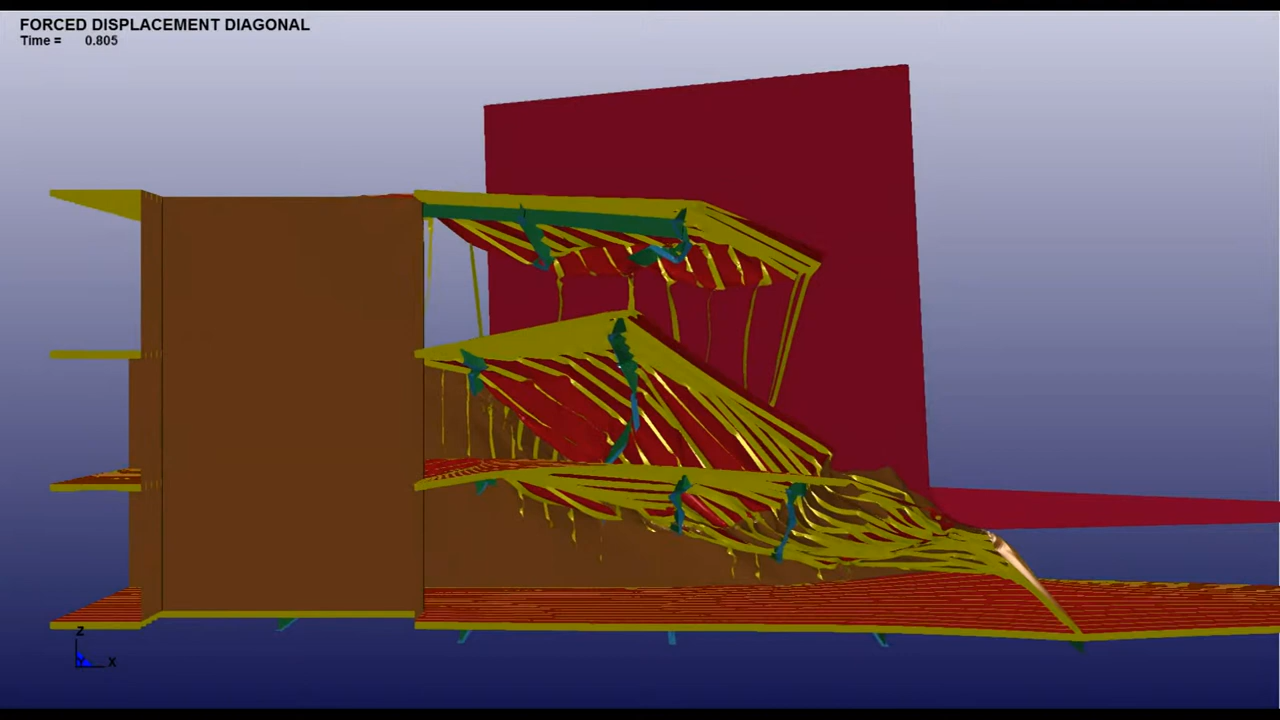 FORCED DISPLACEMENT DIAGONAL
Time = 0.805
Z
Y X